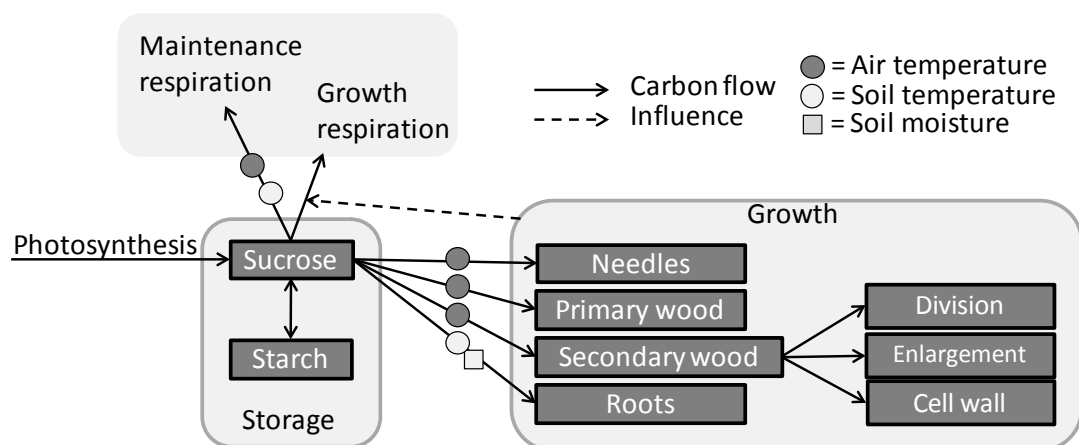 Maintenance
respiration
Growth
respiration
Carbon flow
Influence
= Air temperature
= Soil temperature
= Soil moisture
Photosynthesis
Sucrose
Starch
Storage
Growth
Needles
Primary wood
Secondary wood
Roots
Division
Enlargement
Cell wall